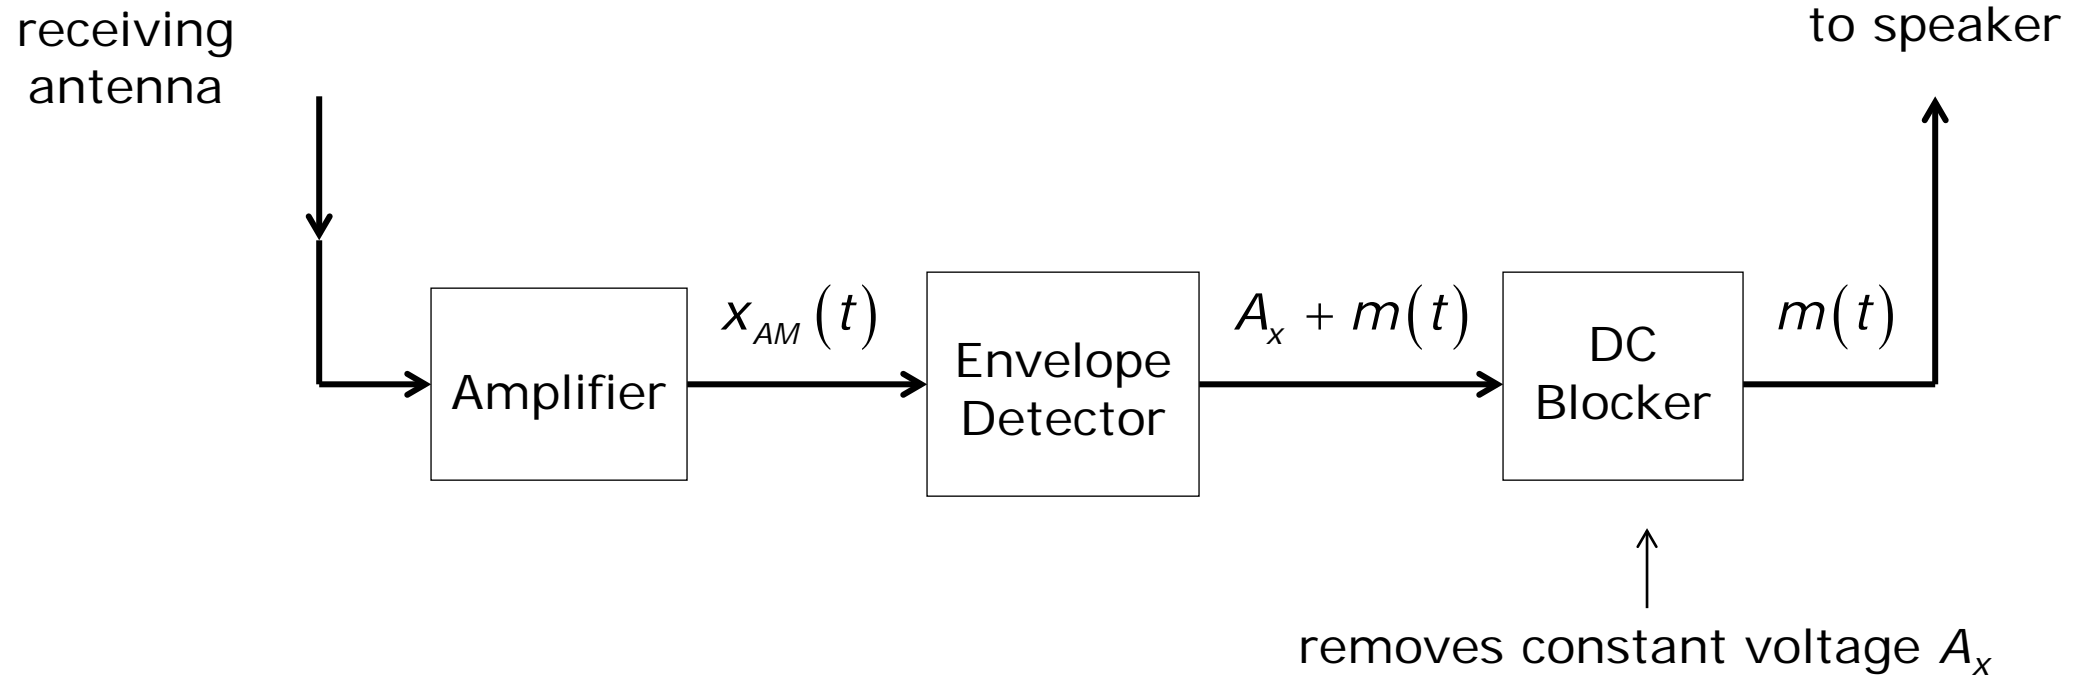 receiving
antenna
to speaker
Amplifier
x_AM (t)
Envelope
Detector
A_x + m(t)
DC
Blocker
m(t)
removes constant voltage A_x